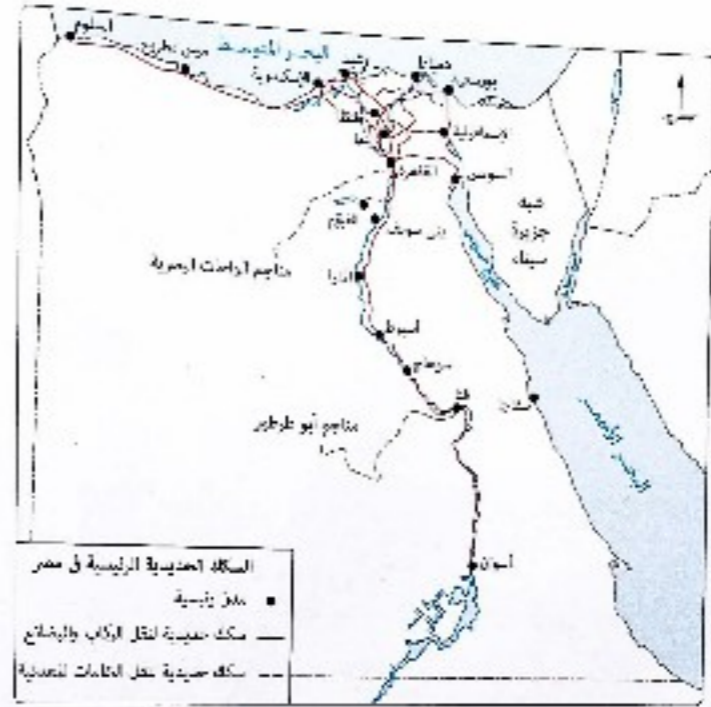 السلوم
مرسى مطروح
البحر المتوسط
الإسكندرية
رشيد
دمياط
بورسعيد
طنطا
بنها
الإسماعيلية
القاهرة
السويس
شبه
جزيرة
سيناء
الفيوم
بنى سويف
مناجم الواحات البحرية
المنيا
أسيوط
سوهاج
قنا
سفاجا
مناجم أبو طرطور
البحر الأحمر
أسوان
السكك الحديدية الرئيسية فى مصر
مدن رئيسية
سكك حديدية لنقل الركاب والبضائع
سكك حديدية لنقل الخامات المعدنية